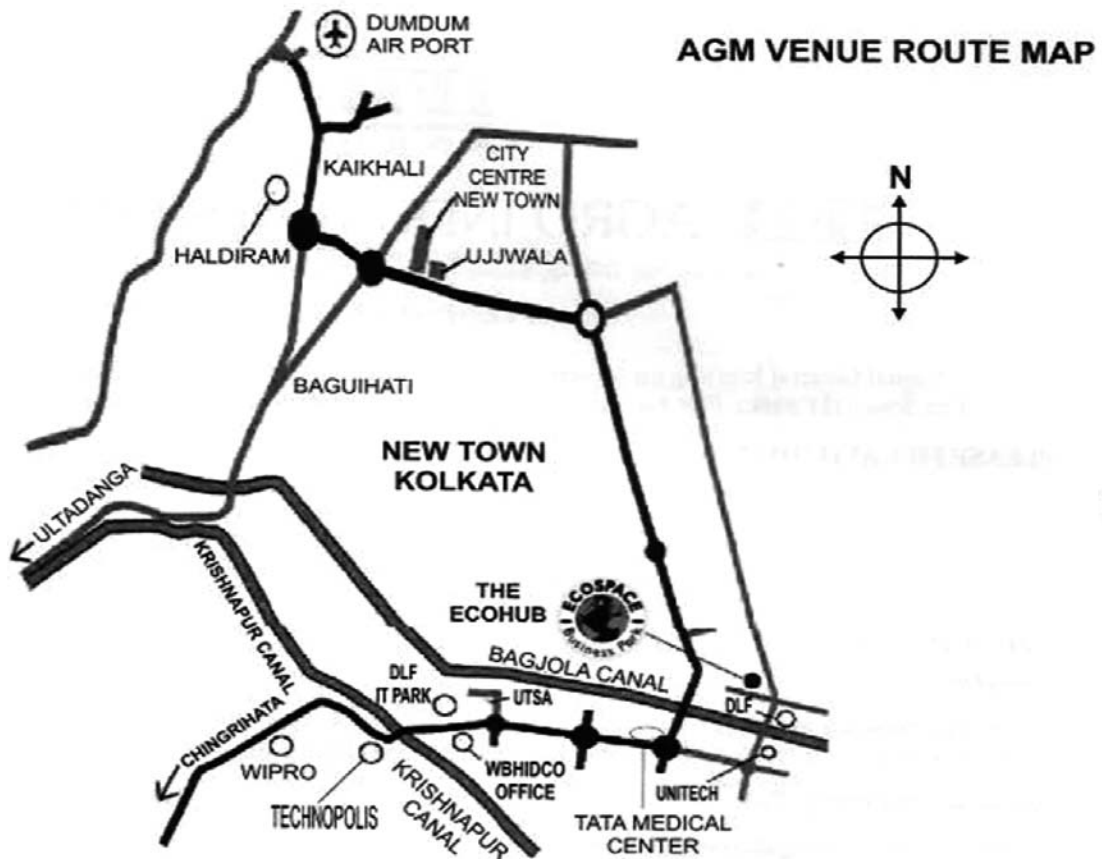 DUMDUM
AIR PORT
AGM VENUE ROUTE MAP
KAIKHALI
CITY
CENTRE
NEW TOWN
N
HALDIRAM
UJJWALA
BAGUIHATI
NEW TOWN
KOLKATA
ULTADANGA
KRISHNAPUR CANAL
THE
ECOHUB
ECOSPACE
Business Park
BAGJOLA CANAL
DLF
IT PARK
UTSA
DLF
CHINGRIHATA
WIPRO
TECHNOPOLIS
KRISHNAPUR
CANAL
WBHIDCO
OFFICE
UNITECH
TATA MEDICAL
CENTER